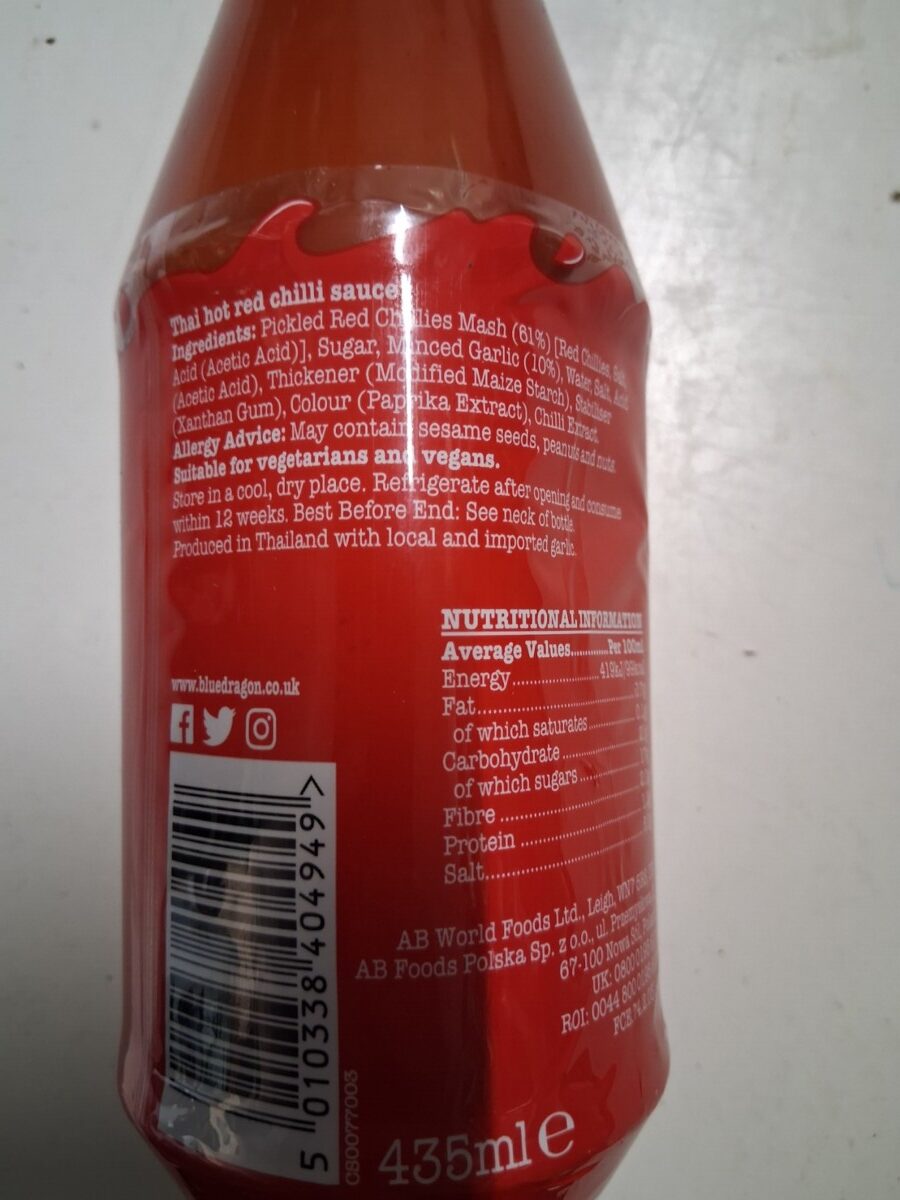 Thai hot red chilli sauce
Ingredients: Pickled Red Chillies Mash (61%) [Red Chillies, Salt,
Acid (Acetic Acid)], Sugar, Minced Garlic (10%), Water, Salt, Acid
(Acetic Acid), Thickener (Modified Maize Starch), Stabiliser
(Xanthan Gum), Colour (Paprika Extract), Chilli Extract.
Allergy Advice: May contain sesame seeds, peanuts and nuts.
Suitable for vegetarians and vegans.
Store in a cool, dry place. Refrigerate after opening and consume
within 12 weeks. Best Before End: See neck of bottle.
Produced in Thailand with local and imported garlic.
NUTRITIONAL INFORMATION
Average Values............Per 100ml
Energy........................419kJ/99kcal
Fat
of which saturates
Carbohydrate
of which sugars
Fibre
Protein
Salt
www.bluedragon.co.uk
5 010338 404949 >
C80077003
AB World Foods Ltd., Leigh, WN7
AB Foods Polska Sp. z o.o., ul.
67-100 Nowa Sól,
UK: 0800
ROI: 0044 800
435ml e